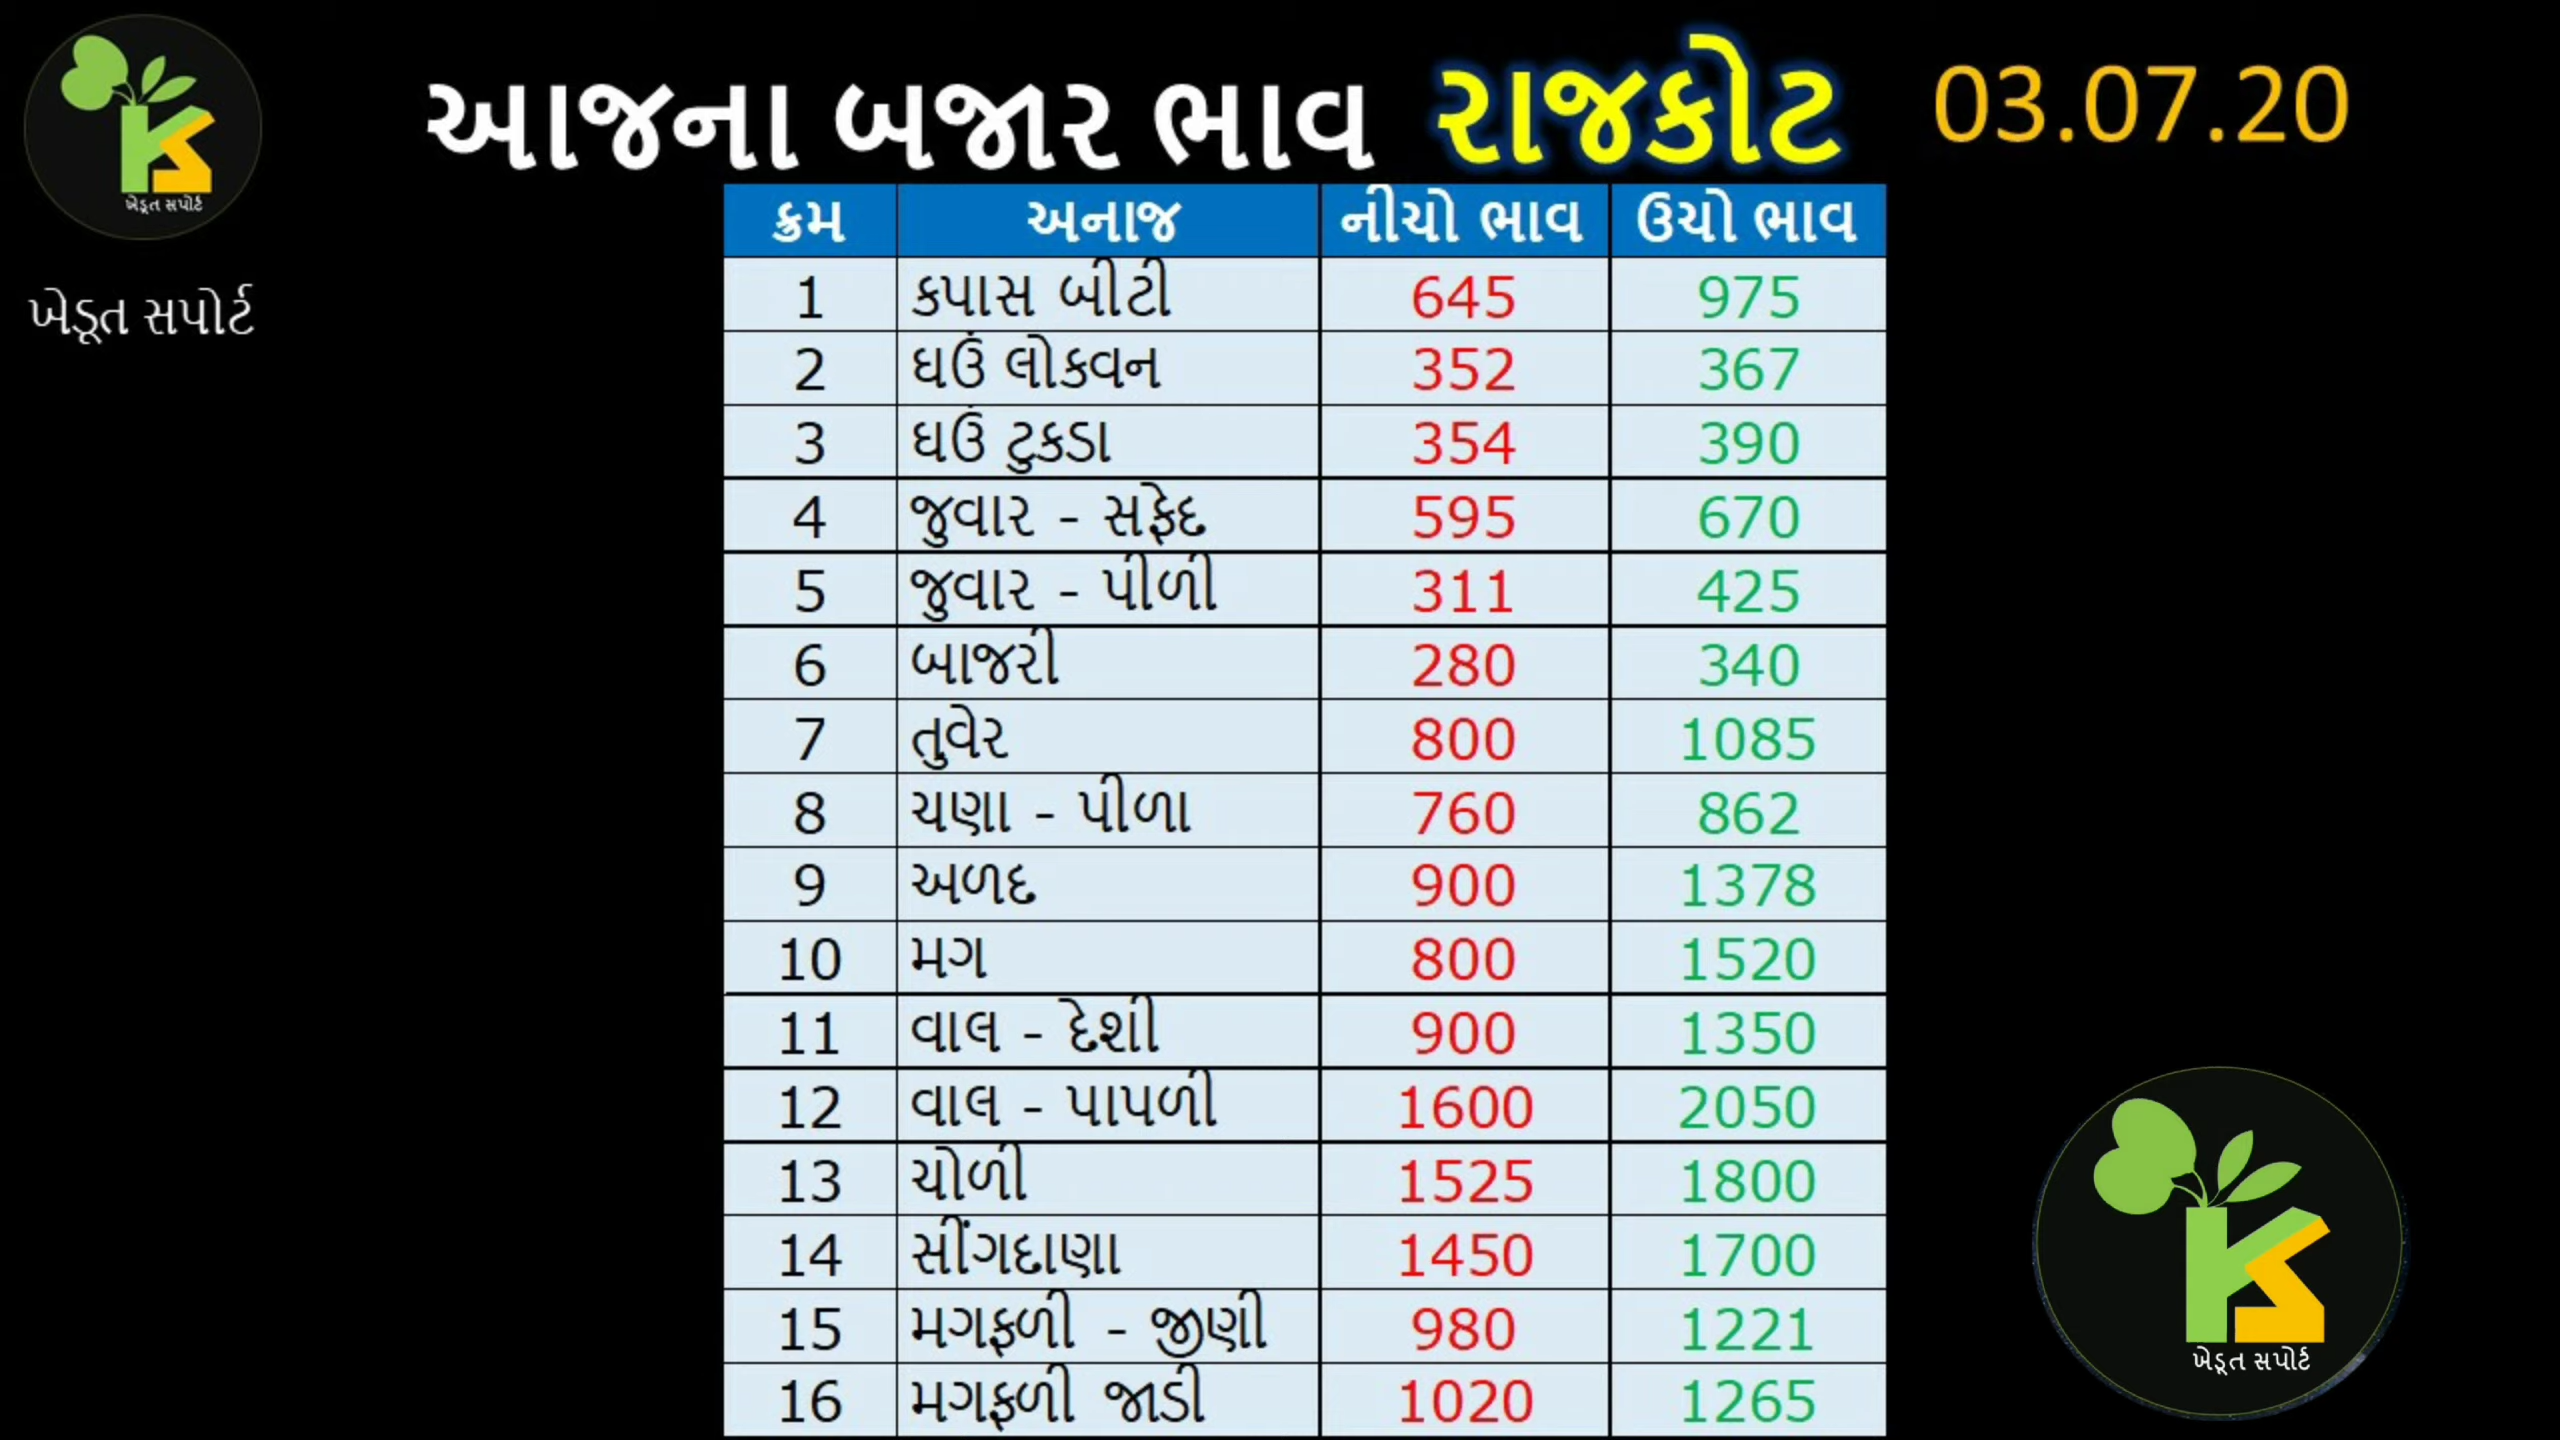 ખેડૂત સપોર્ટ
ખેડૂત સપોર્ટ
આજના બજાર ભાવ રાજકોટ 03.07.20
ક્રમ અનાજ નીચો ભાવ ઉચો ભાવ
1 કપાસ બીટી 645 975
2 ઘઉં લોકવન 352 367
3 ઘઉં ટુકડા 354 390
4 જુવાર - સફેદ 595 670
5 જુવાર - પીળી 311 425
6 બાજરી 280 340
7 તુવેર 800 1085
8 ચણા - પીળા 760 862
9 અળદ 900 1378
10 મગ 800 1520
11 વાલ - દેશી 900 1350
12 વાલ - પાપળી 1600 2050
13 ચોળી 1525 1800
14 સીંગદાણા 1450 1700
15 મગફળી - જીણી 980 1221
16 મગફળી જાડી 1020 1265
ખેડૂત સપોર્ટ